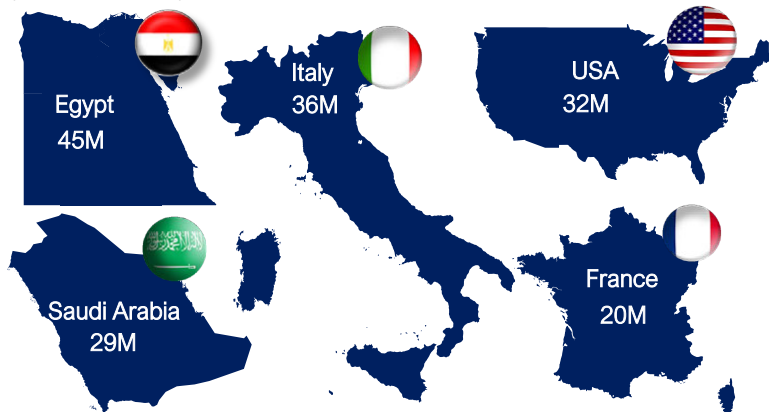 Egypt
45M
Italy
36M
USA
32M
Saudi Arabia
29M
France
20M